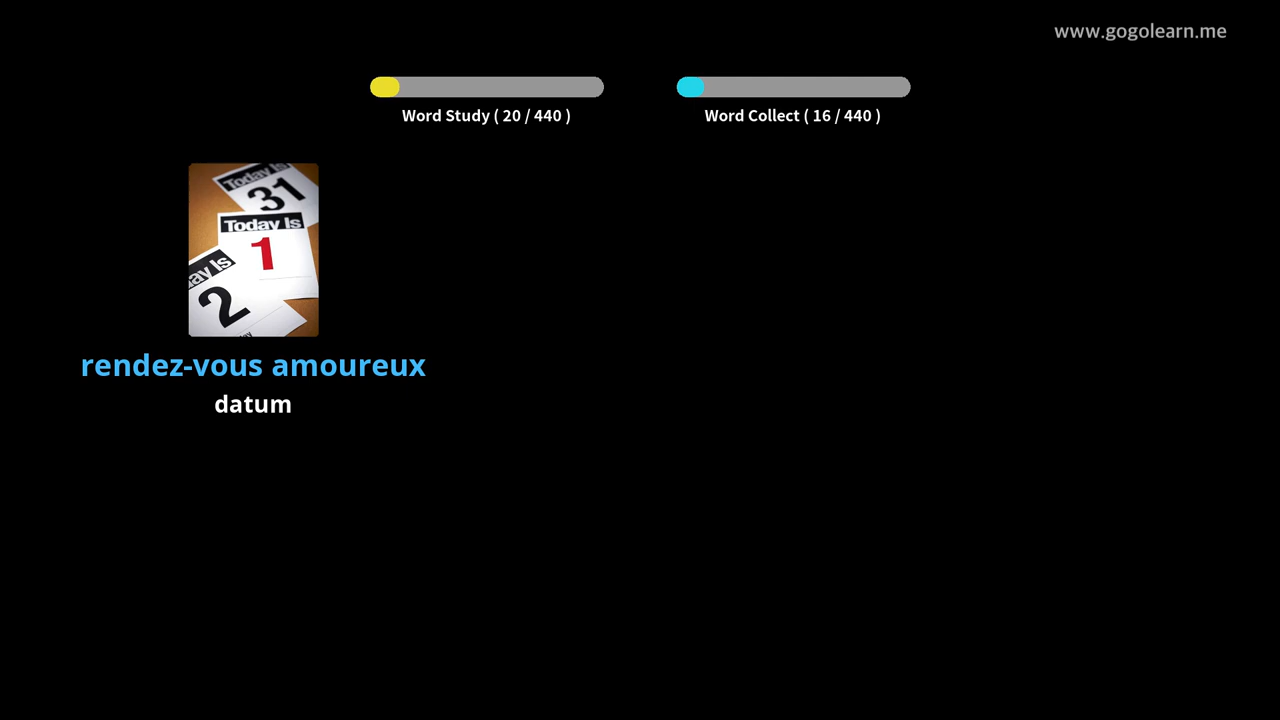 www.gogolearn.me
Word Study ( 20 / 440 )
Word Collect ( 16 / 440 )
Today Is
31
Today Is
1
ay Is
2
rendez-vous amoureux
datum